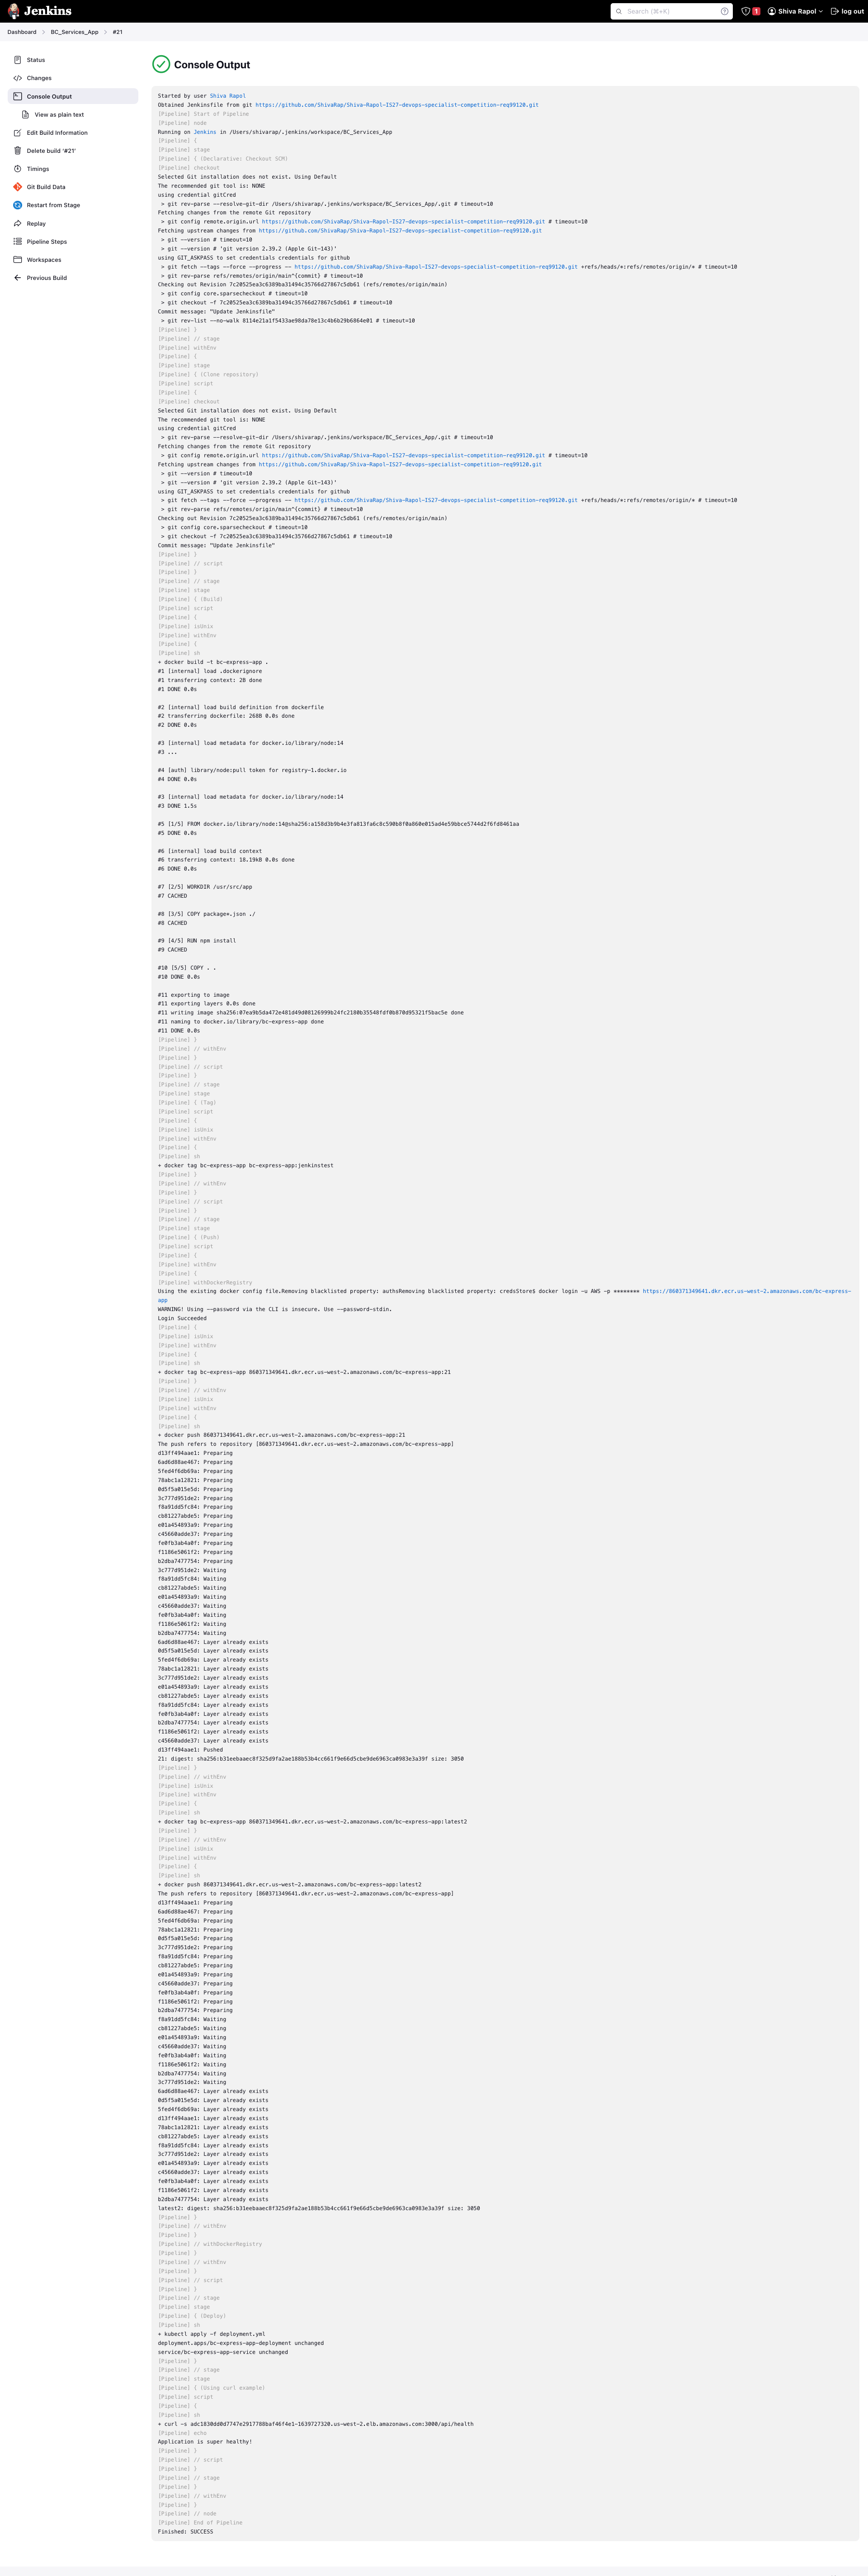 Jenkins
Search (⌘+K)
1
Shiva Rapol
log out
Dashboard
BC_Services_App
#21
Status
Changes
Console Output
View as plain text
Edit Build Information
Delete build '#21'
Timings
Git Build Data
Restart from Stage
Replay
Pipeline Steps
Workspaces
Previous Build
Console Output
Started by user Shiva Rapol
Obtained Jenkinsfile from git https://github.com/ShivaRap/Shiva-Rapol-IS27-devops-specialist-competition-req99120.git
[Pipeline] Start of Pipeline
[Pipeline] node
Running on Jenkins in /Users/shivarap/.jenkins/workspace/BC_Services_App
[Pipeline] {
[Pipeline] stage
[Pipeline] { (Declarative: Checkout SCM)
[Pipeline] checkout
Selected Git installation does not exist. Using Default
The recommended git tool is: NONE
using credential gitCred
> git rev-parse --resolve-git-dir /Users/shivarap/.jenkins/workspace/BC_Services_App/.git # timeout=10
Fetching changes from the remote Git repository
> git config remote.origin.url https://github.com/ShivaRap/Shiva-Rapol-IS27-devops-specialist-competition-req99120.git # timeout=10
Fetching upstream changes from https://github.com/ShivaRap/Shiva-Rapol-IS27-devops-specialist-competition-req99120.git
> git --version # timeout=10
> git --version # 'git version 2.39.2 (Apple Git-143)'
using GIT_ASKPASS to set credentials credentials for github
> git fetch --tags --force --progress -- https://github.com/ShivaRap/Shiva-Rapol-IS27-devops-specialist-competition-req99120.git +refs/heads/*:refs/remotes/origin/* # timeout=10
> git rev-parse refs/remotes/origin/main^{commit} # timeout=10
Checking out Revision 7c20525ea3c6389ba31494c35766d27867c5db61 (refs/remotes/origin/main)
> git config core.sparsecheckout # timeout=10
> git checkout -f 7c20525ea3c6389ba31494c35766d27867c5db61 # timeout=10
Commit message: "Update Jenkinsfile"
> git rev-list --no-walk 8114e21a1f5433ae98da78e13c4b6b29b6864e01 # timeout=10
[Pipeline] }
[Pipeline] // stage
[Pipeline] withEnv
[Pipeline] {
[Pipeline] stage
[Pipeline] { (Clone repository)
[Pipeline] script
[Pipeline] {
[Pipeline] checkout
Selected Git installation does not exist. Using Default
The recommended git tool is: NONE
using credential gitCred
> git rev-parse --resolve-git-dir /Users/shivarap/.jenkins/workspace/BC_Services_App/.git # timeout=10
Fetching changes from the remote Git repository
> git config remote.origin.url https://github.com/ShivaRap/Shiva-Rapol-IS27-devops-specialist-competition-req99120.git # timeout=10
Fetching upstream changes from https://github.com/ShivaRap/Shiva-Rapol-IS27-devops-specialist-competition-req99120.git
> git --version # timeout=10
> git --version # 'git version 2.39.2 (Apple Git-143)'
using GIT_ASKPASS to set credentials credentials for github
> git fetch --tags --force --progress -- https://github.com/ShivaRap/Shiva-Rapol-IS27-devops-specialist-competition-req99120.git +refs/heads/*:refs/remotes/origin/* # timeout=10
> git rev-parse refs/remotes/origin/main^{commit} # timeout=10
Checking out Revision 7c20525ea3c6389ba31494c35766d27867c5db61 (refs/remotes/origin/main)
> git config core.sparsecheckout # timeout=10
> git checkout -f 7c20525ea3c6389ba31494c35766d27867c5db61 # timeout=10
Commit message: "Update Jenkinsfile"
[Pipeline] }
[Pipeline] // script
[Pipeline] }
[Pipeline] // stage
[Pipeline] stage
[Pipeline] { (Build)
[Pipeline] script
[Pipeline] {
[Pipeline] isUnix
[Pipeline] withEnv
[Pipeline] {
[Pipeline] sh
+ docker build -t bc-express-app .
#1 [internal] load .dockerignore
#1 transferring context: 2B done
#1 DONE 0.0s
#2 [internal] load build definition from dockerfile
#2 transferring dockerfile: 268B 0.0s done
#2 DONE 0.0s
#3 [internal] load metadata for docker.io/library/node:14
#3 ...
#4 [auth] library/node:pull token for registry-1.docker.io
#4 DONE 0.0s
#3 [internal] load metadata for docker.io/library/node:14
#3 DONE 1.5s
#5 [1/5] FROM docker.io/library/node:14@sha256:a158d3b9b4e3fa813fa6c8c590b8f0a860e015ad4e59bbce5744d2f6fd8461aa
#5 DONE 0.0s
#6 [internal] load build context
#6 transferring context: 18.19kB 0.0s done
#6 DONE 0.0s
#7 [2/5] WORKDIR /usr/src/app
#7 CACHED
#8 [3/5] COPY package*.json ./
#8 CACHED
#9 [4/5] RUN npm install
#9 CACHED
#10 [5/5] COPY . .
#10 DONE 0.0s
#11 exporting to image
#11 exporting layers 0.0s done
#11 writing image sha256:07ea9b5da472e481d49d08126999b24fc2180b35548fdf0b870d95321f5bac5e done
#11 naming to docker.io/library/bc-express-app done
#11 DONE 0.0s
[Pipeline] }
[Pipeline] // withEnv
[Pipeline] }
[Pipeline] // script
[Pipeline] }
[Pipeline] // stage
[Pipeline] stage
[Pipeline] { (Tag)
[Pipeline] script
[Pipeline] {
[Pipeline] isUnix
[Pipeline] withEnv
[Pipeline] {
[Pipeline] sh
+ docker tag bc-express-app bc-express-app:jenkinstest
[Pipeline] }
[Pipeline] // withEnv
[Pipeline] }
[Pipeline] // script
[Pipeline] }
[Pipeline] // stage
[Pipeline] stage
[Pipeline] { (Push)
[Pipeline] script
[Pipeline] {
[Pipeline] withEnv
[Pipeline] {
[Pipeline] withDockerRegistry
Using the existing docker config file.Removing blacklisted property: authsRemoving blacklisted property: credsStore$ docker login -u AWS -p ******** https://860371349641.dkr.ecr.us-west-2.amazonaws.com/bc-express-
app
WARNING! Using --password via the CLI is insecure. Use --password-stdin.
Login Succeeded
[Pipeline] {
[Pipeline] isUnix
[Pipeline] withEnv
[Pipeline] {
[Pipeline] sh
+ docker tag bc-express-app 860371349641.dkr.ecr.us-west-2.amazonaws.com/bc-express-app:21
[Pipeline] }
[Pipeline] // withEnv
[Pipeline] isUnix
[Pipeline] withEnv
[Pipeline] {
[Pipeline] sh
+ docker push 860371349641.dkr.ecr.us-west-2.amazonaws.com/bc-express-app:21
The push refers to repository [860371349641.dkr.ecr.us-west-2.amazonaws.com/bc-express-app]
d13ff494aae1: Preparing
6ad6d88ae467: Preparing
5fed4f6db69a: Preparing
78abc1a12821: Preparing
0d5f5a015e5d: Preparing
3c777d951de2: Preparing
f8a91dd5fc84: Preparing
cb81227abde5: Preparing
e01a454893a9: Preparing
c45660adde37: Preparing
fe0fb3ab4a0f: Preparing
f1186e5061f2: Preparing
b2dba7477754: Preparing
3c777d951de2: Waiting
f8a91dd5fc84: Waiting
cb81227abde5: Waiting
e01a454893a9: Waiting
c45660adde37: Waiting
fe0fb3ab4a0f: Waiting
f1186e5061f2: Waiting
b2dba7477754: Waiting
6ad6d88ae467: Layer already exists
0d5f5a015e5d: Layer already exists
5fed4f6db69a: Layer already exists
78abc1a12821: Layer already exists
3c777d951de2: Layer already exists
e01a454893a9: Layer already exists
cb81227abde5: Layer already exists
f8a91dd5fc84: Layer already exists
fe0fb3ab4a0f: Layer already exists
b2dba7477754: Layer already exists
f1186e5061f2: Layer already exists
c45660adde37: Layer already exists
d13ff494aae1: Pushed
21: digest: sha256:b31eebaaec8f325d9fa2ae188b53b4cc661f9e66d5cbe9de6963ca0983e3a39f size: 3050
[Pipeline] }
[Pipeline] // withEnv
[Pipeline] isUnix
[Pipeline] withEnv
[Pipeline] {
[Pipeline] sh
+ docker tag bc-express-app 860371349641.dkr.ecr.us-west-2.amazonaws.com/bc-express-app:latest2
[Pipeline] }
[Pipeline] // withEnv
[Pipeline] isUnix
[Pipeline] withEnv
[Pipeline] {
[Pipeline] sh
+ docker push 860371349641.dkr.ecr.us-west-2.amazonaws.com/bc-express-app:latest2
The push refers to repository [860371349641.dkr.ecr.us-west-2.amazonaws.com/bc-express-app]
d13ff494aae1: Preparing
6ad6d88ae467: Preparing
5fed4f6db69a: Preparing
78abc1a12821: Preparing
0d5f5a015e5d: Preparing
3c777d951de2: Preparing
f8a91dd5fc84: Preparing
cb81227abde5: Preparing
e01a454893a9: Preparing
c45660adde37: Preparing
fe0fb3ab4a0f: Preparing
f1186e5061f2: Preparing
b2dba7477754: Preparing
f8a91dd5fc84: Waiting
cb81227abde5: Waiting
e01a454893a9: Waiting
c45660adde37: Waiting
fe0fb3ab4a0f: Waiting
f1186e5061f2: Waiting
b2dba7477754: Waiting
3c777d951de2: Waiting
6ad6d88ae467: Layer already exists
0d5f5a015e5d: Layer already exists
5fed4f6db69a: Layer already exists
d13ff494aae1: Layer already exists
78abc1a12821: Layer already exists
cb81227abde5: Layer already exists
f8a91dd5fc84: Layer already exists
3c777d951de2: Layer already exists
e01a454893a9: Layer already exists
c45660adde37: Layer already exists
fe0fb3ab4a0f: Layer already exists
f1186e5061f2: Layer already exists
b2dba7477754: Layer already exists
latest2: digest: sha256:b31eebaaec8f325d9fa2ae188b53b4cc661f9e66d5cbe9de6963ca0983e3a39f size: 3050
[Pipeline] }
[Pipeline] // withEnv
[Pipeline] }
[Pipeline] // withDockerRegistry
[Pipeline] }
[Pipeline] // withEnv
[Pipeline] }
[Pipeline] // script
[Pipeline] }
[Pipeline] // stage
[Pipeline] stage
[Pipeline] { (Deploy)
[Pipeline] sh
+ kubectl apply -f deployment.yml
deployment.apps/bc-express-app-deployment unchanged
service/bc-express-app-service unchanged
[Pipeline] }
[Pipeline] // stage
[Pipeline] stage
[Pipeline] { (Using curl example)
[Pipeline] script
[Pipeline] {
[Pipeline] sh
+ curl -s adc1830dd0d7747e2917788baf46f4e1-1639727320.us-west-2.elb.amazonaws.com:3000/api/health
[Pipeline] echo
Application is super healthy!
[Pipeline] }
[Pipeline] // script
[Pipeline] }
[Pipeline] // stage
[Pipeline] }
[Pipeline] // withEnv
[Pipeline] }
[Pipeline] // node
[Pipeline] End of Pipeline
Finished: SUCCESS